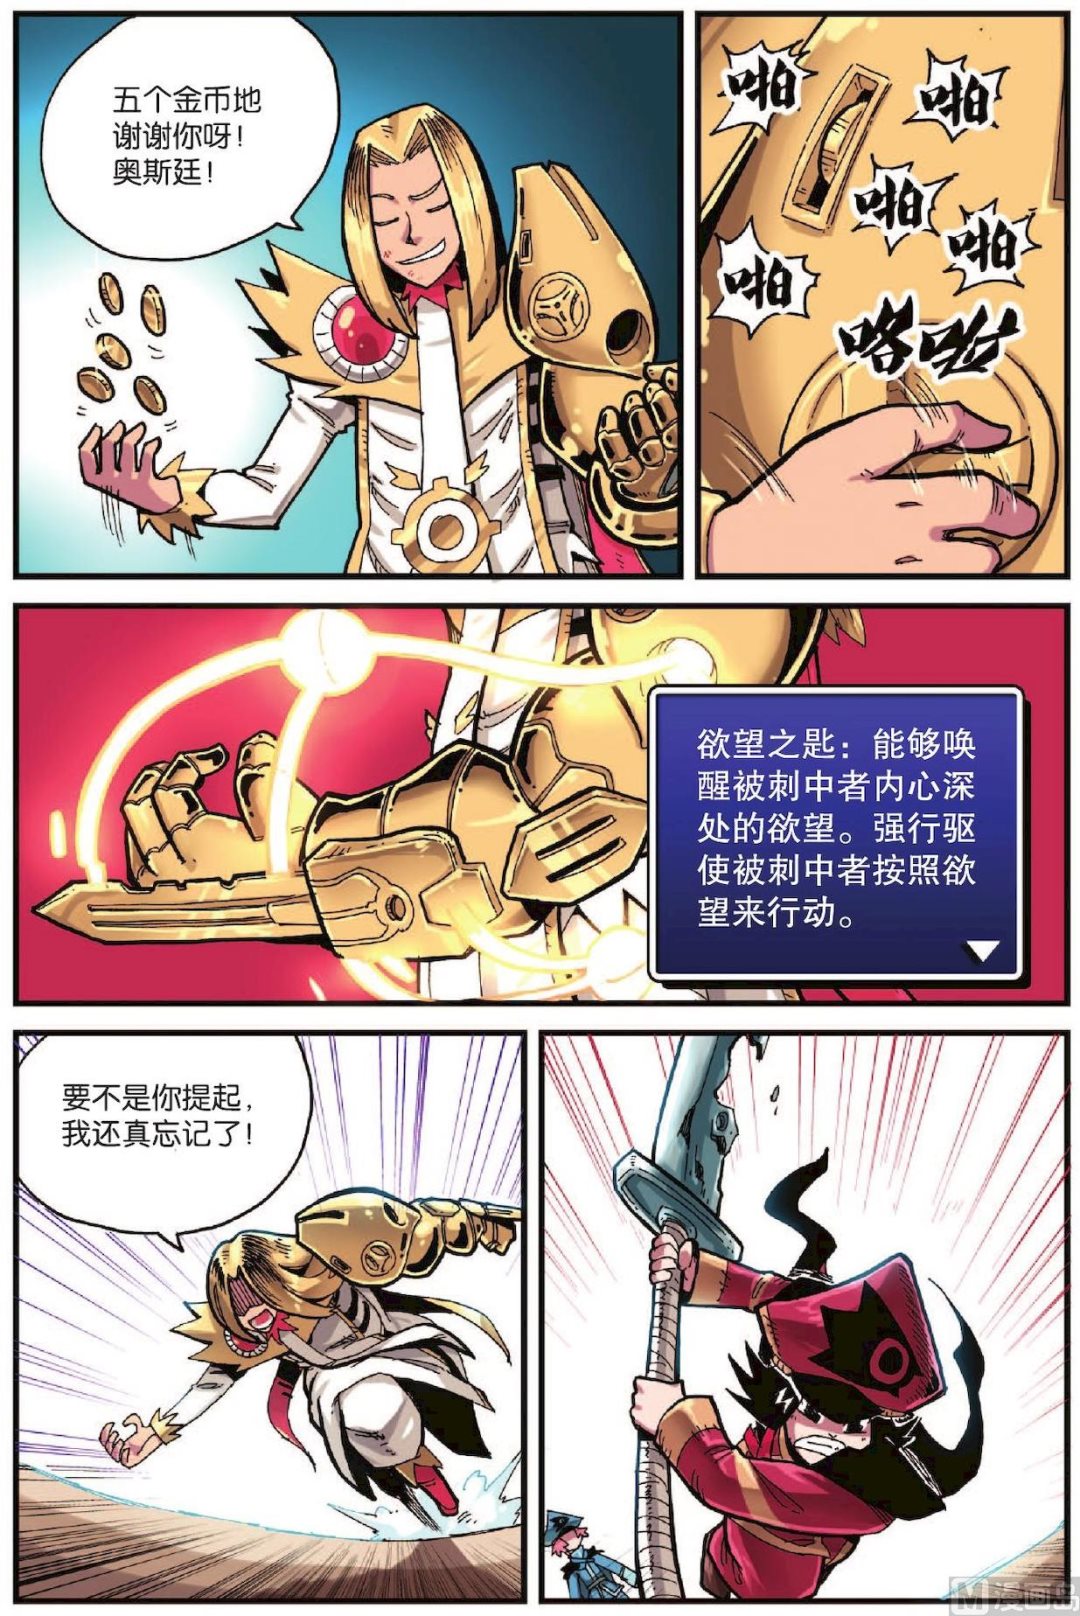 五个金币地
谢谢你呀！
奥斯廷！
啪
啪
啪
啪
啪
咯啦
欲望之匙：能够唤
醒被刺中者内心深
处的欲望。强行驱
使被刺中者按照欲
望来行动。
要不是你提起，
我还真忘记了！
M 漫画岛